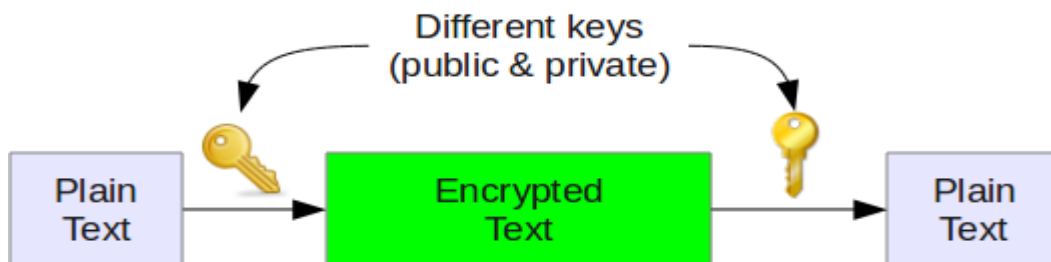 Different keys
(public & private)
Plain
Text
Encrypted
Text
Plain
Text